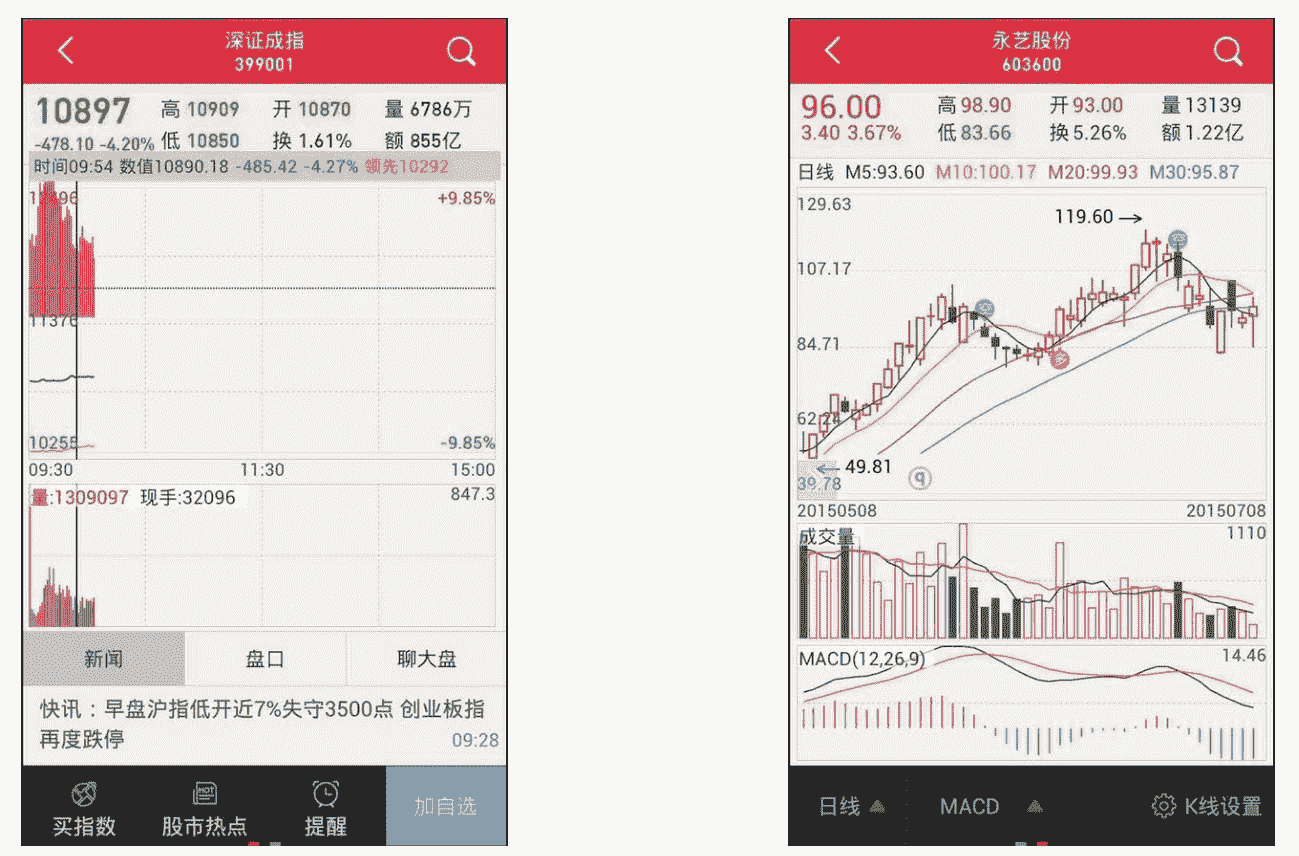 深证成指
399001
10897 高 10909 开 10870 量 6786万
-478.10 -4.20% 低 10850 换 1.61% 额 855亿
时间09:54 数值10890.18 -485.42 -4.27% 领先10292
12496 +9.85%
11376
10255 -9.85%
09:30 11:30 15:00
量:1309097 现手:32096 847.3
新闻 盘口 聊大盘
快讯：早盘沪指低开近7%失守3500点 创业板指
再度跌停 09:28
买指数 股市热点 提醒 加自选
永艺股份
603600
96.00 高 98.90 开 93.00 量 13139
3.40 3.67% 低 83.66 换 5.26% 额 1.22亿
日线 M5:93.60 M10:100.17 M20:99.93 M30:95.87
129.63
119.60
107.17
84.71
62.24
49.81
39.78
20150508 20150708
成交量 1110
MACD(12,26,9) 14.46
日线 MACD K线设置